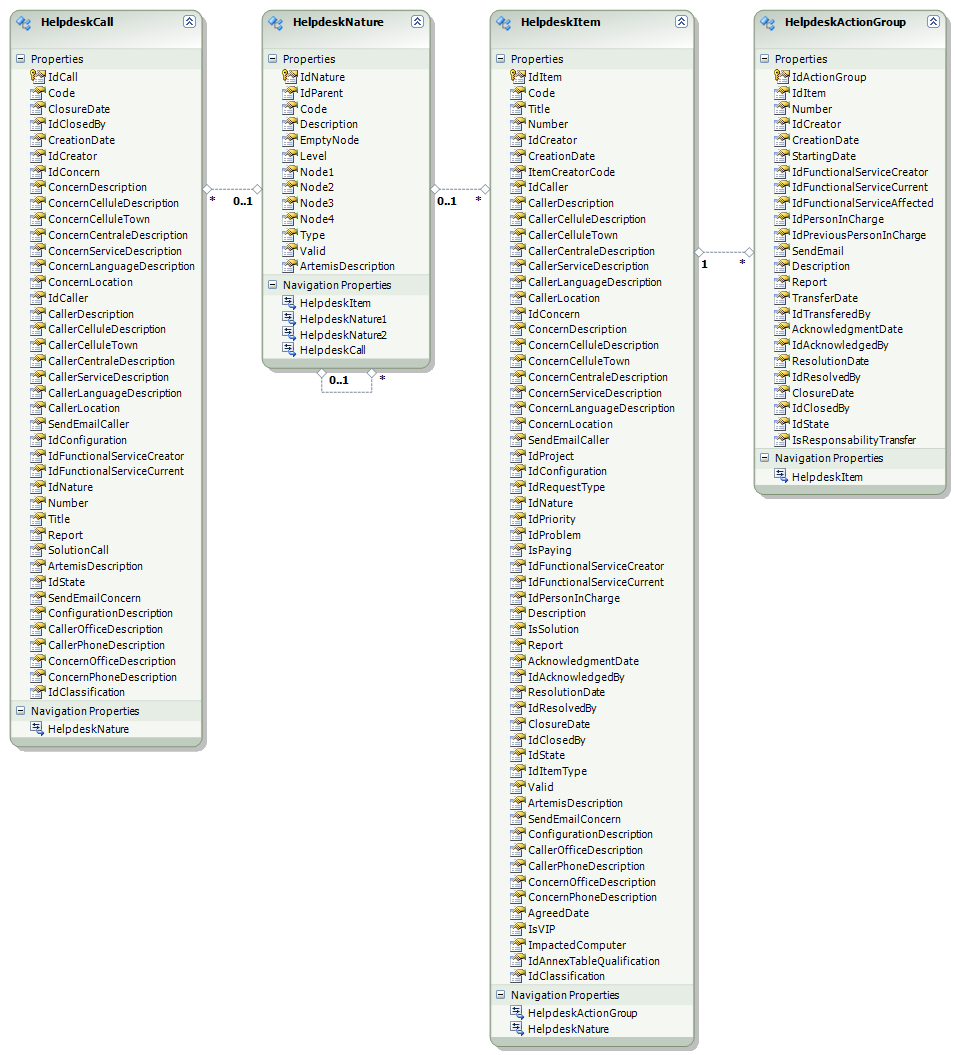 HelpdeskCall
Properties
IdCall
Code
ClosureDate
IdClosedBy
CreationDate
IdCreator
IdConcern
ConcernDescription
ConcernCelluleDescription
ConcernCelluleTown
ConcernCentraleDescription
ConcernServiceDescription
ConcernLanguageDescription
ConcernLocation
IdCaller
CallerDescription
CallerCelluleDescription
CallerCelluleTown
CallerCentraleDescription
CallerServiceDescription
CallerLanguageDescription
CallerLocation
SendEmailCaller
IdConfiguration
IdFunctionalServiceCreator
IdFunctionalServiceCurrent
IdNature
Number
Title
Report
SolutionCall
ArtemisDescription
IdState
SendEmailConcern
ConfigurationDescription
CallerOfficeDescription
CallerPhoneDescription
ConcernOfficeDescription
ConcernPhoneDescription
IdClassification
Navigation Properties
HelpdeskNature
* 0..1
HelpdeskNature
Properties
IdNature
IdParent
Code
Description
EmptyNode
Level
Node1
Node2
Node3
Node4
Type
Valid
ArtemisDescription
Navigation Properties
HelpdeskItem
HelpdeskNature1
HelpdeskNature2
HelpdeskCall
0..1 *
0..1 *
HelpdeskItem
Properties
IdItem
Code
Title
Number
IdCreator
CreationDate
ItemCreatorCode
IdCaller
CallerDescription
CallerCelluleDescription
CallerCelluleTown
CallerCentraleDescription
CallerServiceDescription
CallerLanguageDescription
CallerLocation
IdConcern
ConcernDescription
ConcernCelluleDescription
ConcernCelluleTown
ConcernCentraleDescription
ConcernServiceDescription
ConcernLanguageDescription
ConcernLocation
SendEmailCaller
IdProject
IdConfiguration
IdRequestType
IdNature
IdPriority
IdProblem
IsPaying
IdFunctionalServiceCreator
IdFunctionalServiceCurrent
IdPersonInCharge
Description
IsSolution
Report
AcknowledgmentDate
IdAcknowledgedBy
ResolutionDate
IdResolvedBy
ClosureDate
IdClosedBy
IdState
IdItemType
Valid
ArtemisDescription
SendEmailConcern
ConfigurationDescription
CallerOfficeDescription
CallerPhoneDescription
ConcernOfficeDescription
ConcernPhoneDescription
AgreedDate
IsVIP
ImpactedComputer
IdAnnexTableQualification
IdClassification
Navigation Properties
HelpdeskActionGroup
HelpdeskNature
1 *
HelpdeskActionGroup
Properties
IdActionGroup
IdItem
Number
IdCreator
CreationDate
StartingDate
IdFunctionalServiceCreator
IdFunctionalServiceCurrent
IdFunctionalServiceAffected
IdPersonInCharge
IdPreviousPersonInCharge
SendEmail
Description
Report
TransferDate
IdTransferedBy
AcknowledgmentDate
IdAcknowledgedBy
ResolutionDate
IdResolvedBy
ClosureDate
IdClosedBy
IdState
IsResponsabilityTransfer
Navigation Properties
HelpdeskItem